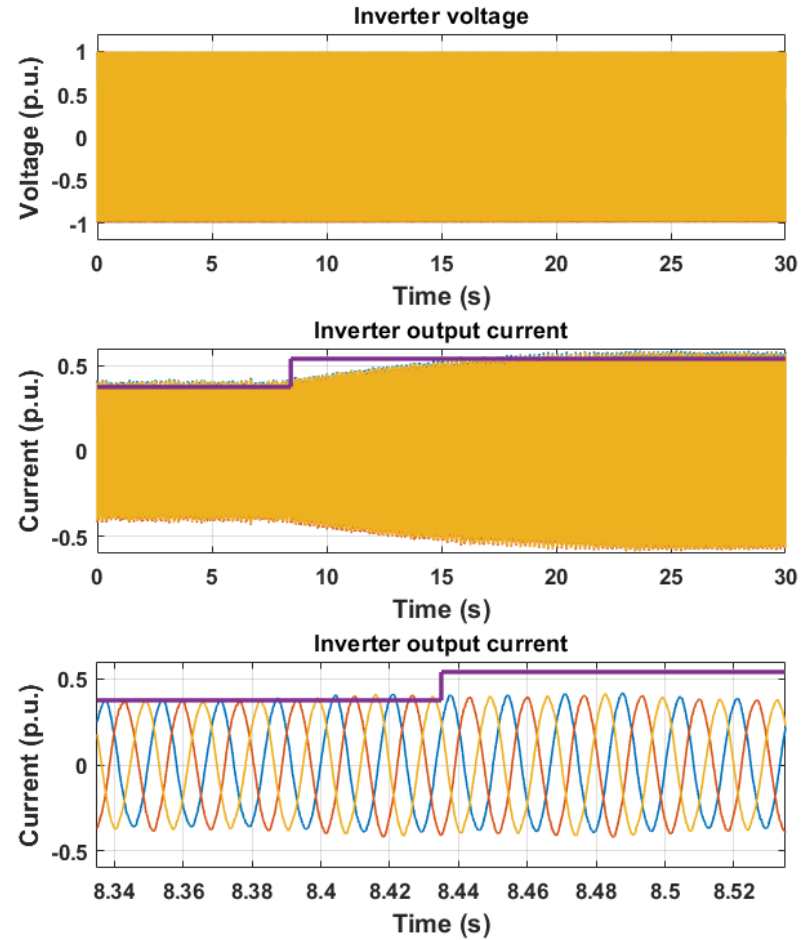 Inverter voltage
Voltage (p.u.)
1
0.5
0
-0.5
-1
0 5 10 15 20 25 30
Time (s)
Inverter output current
Current (p.u.)
0.5
0
-0.5
0 5 10 15 20 25 30
Time (s)
Inverter output current
Current (p.u.)
0.5
0
-0.5
8.34 8.36 8.38 8.4 8.42 8.44 8.46 8.48 8.5 8.52
Time (s)